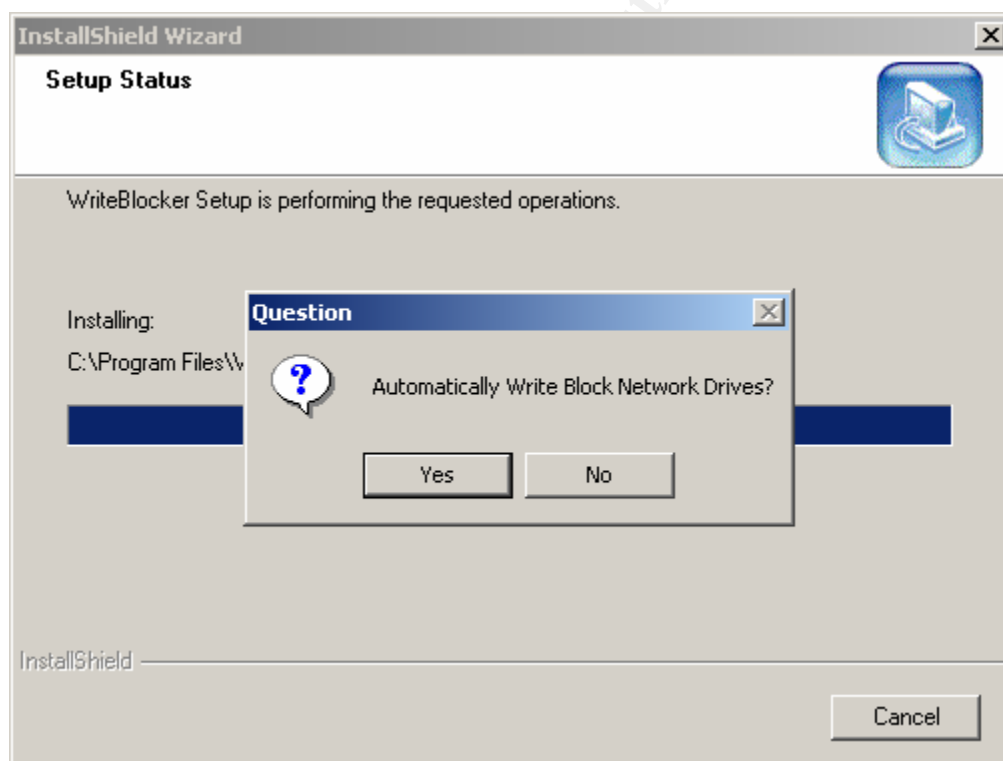 InstallShield Wizard
Setup Status
WriteBlocker Setup is performing the requested operations.
Installing:
C:\Program Files\
Question
Automatically Write Block Network Drives?
Yes No
InstallShield
Cancel